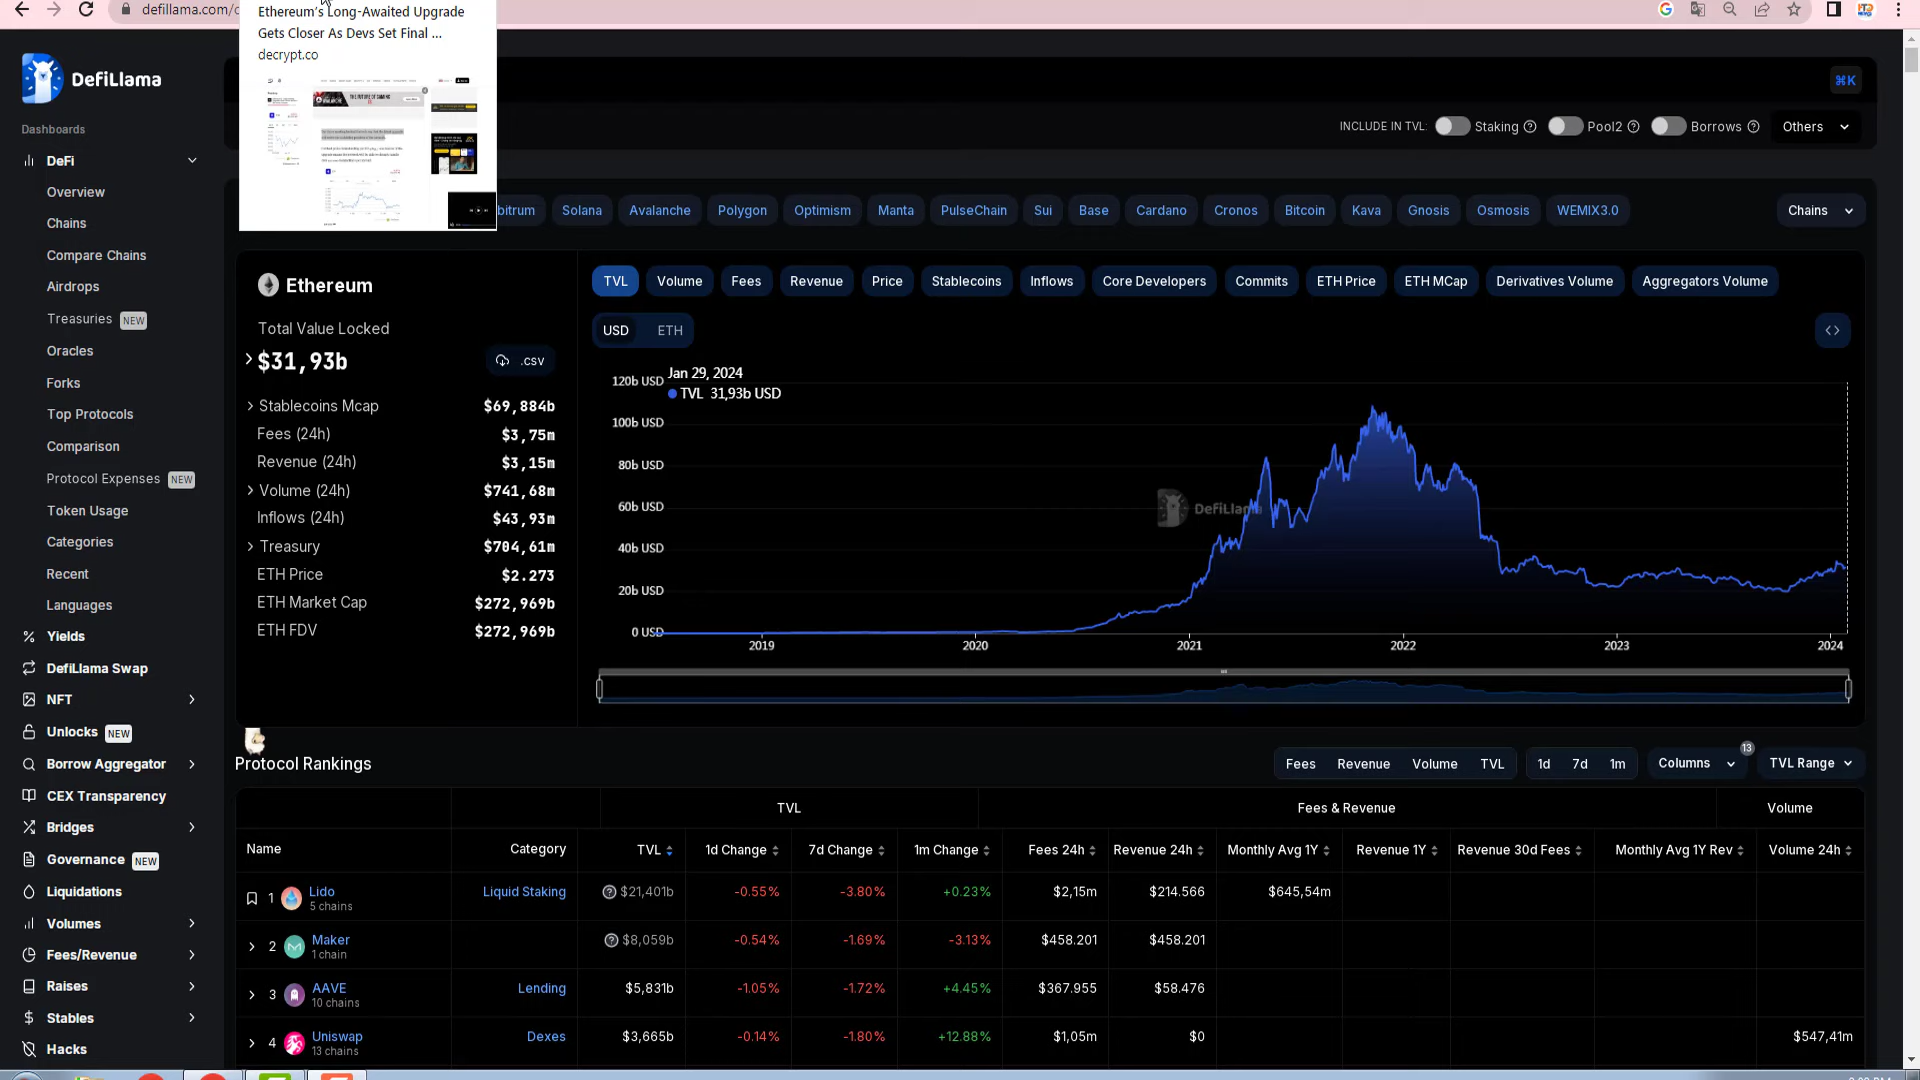 defillama.com/c
Ethereum's Long-Awaited Upgrade
Gets Closer As Devs Set Final ...
decrypt.co
DefiLlama
⌘K
INCLUDE IN TVL: Staking Pool2 Borrows Others
Dashboards
DeFi
Overview
Chains
Compare Chains
Airdrops
Treasuries NEW
Oracles
Forks
Top Protocols
Comparison
Protocol Expenses NEW
Token Usage
Categories
Recent
Languages
Yields
DefiLlama Swap
NFT
Unlocks NEW
Borrow Aggregator
CEX Transparency
Bridges
Governance NEW
Liquidations
Volumes
Fees/Revenue
Raises
Stables
Hacks
bitrum Solana Avalanche Polygon Optimism Manta PulseChain Sui Base Cardano Cronos Bitcoin Kava Gnosis Osmosis WEMIX3.0 Chains
Ethereum
Total Value Locked
$31,93b .csv
Stablecoins Mcap $69,884b
Fees (24h) $3,75m
Revenue (24h) $3,15m
Volume (24h) $741,68m
Inflows (24h) $43,93m
Treasury $704,61m
ETH Price $2.273
ETH Market Cap $272,969b
ETH FDV $272,969b
TVL Volume Fees Revenue Price Stablecoins Inflows Core Developers Commits ETH Price ETH MCap Derivatives Volume Aggregators Volume
USD ETH
Jan 29, 2024
TVL 31,93b USD
120b USD
100b USD
80b USD
60b USD
40b USD
20b USD
0 USD
DefiLlama
2019 2020 2021 2022 2023 2024
Protocol Rankings
Fees Revenue Volume TVL 1d 7d 1m Columns 13 TVL Range
TVL Fees & Revenue Volume
Name Category TVL 1d Change 7d Change 1m Change Fees 24h Revenue 24h Monthly Avg 1Y Revenue 1Y Revenue 30d Fees Monthly Avg 1Y Rev Volume 24h
1 Lido Liquid Staking $21,401b -0.55% -3.80% +0.23% $2,15m $214.566 $645,54m
5 chains
2 Maker $8,059b -0.54% -1.69% -3.13% $458.201 $458.201
1 chain
3 AAVE Lending $5,831b -1.05% -1.72% +4.45% $367.955 $58.476
10 chains
4 Uniswap Dexes $3,665b -0.14% -1.80% +12.88% $1,05m $0 $547,41m
13 chains